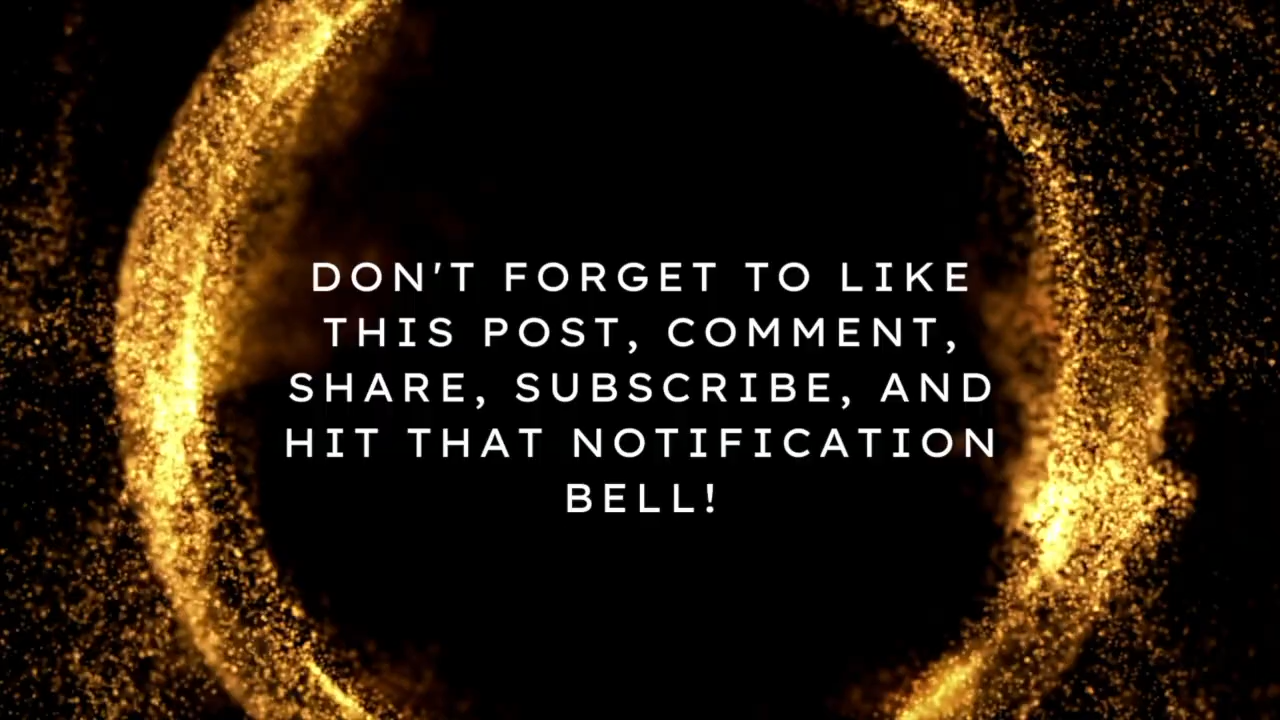 DON'T FORGET TO LIKE
THIS POST, COMMENT,
SHARE, SUBSCRIBE, AND
HIT THAT NOTIFICATION
BELL!